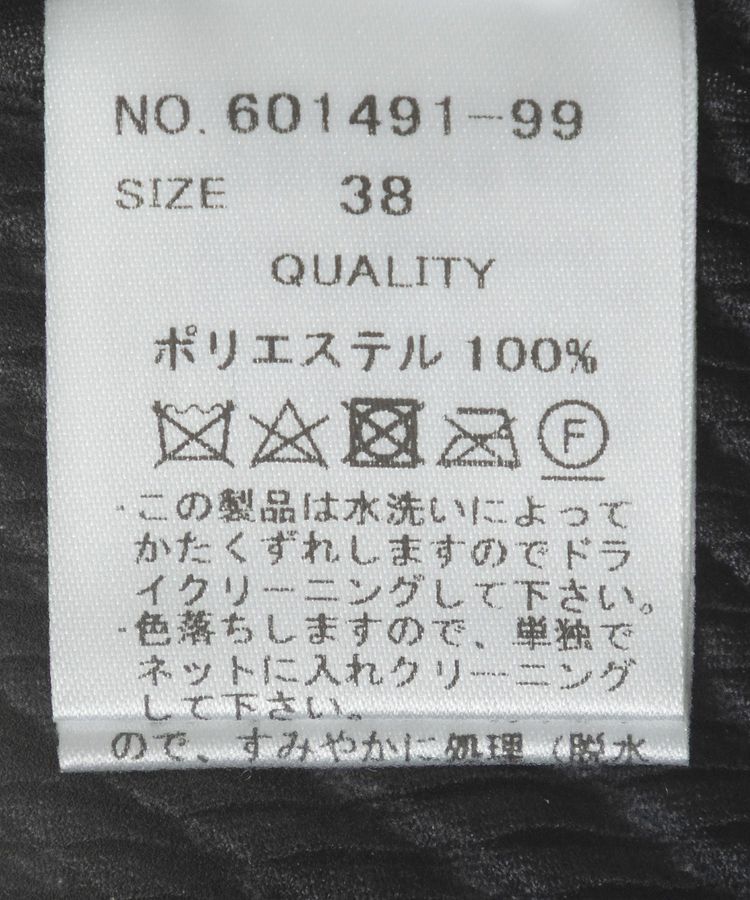 NO. 601491-99
SIZE 38
QUALITY
ポリエステル 100%
F
・この製品は水洗いによって
かたくずれしますのでドラ
イクリーニングして下さい。
・色落ちしますので、単独で
ネットに入れクリーニング
して下さい。
ので、すみやかに処理(脱水